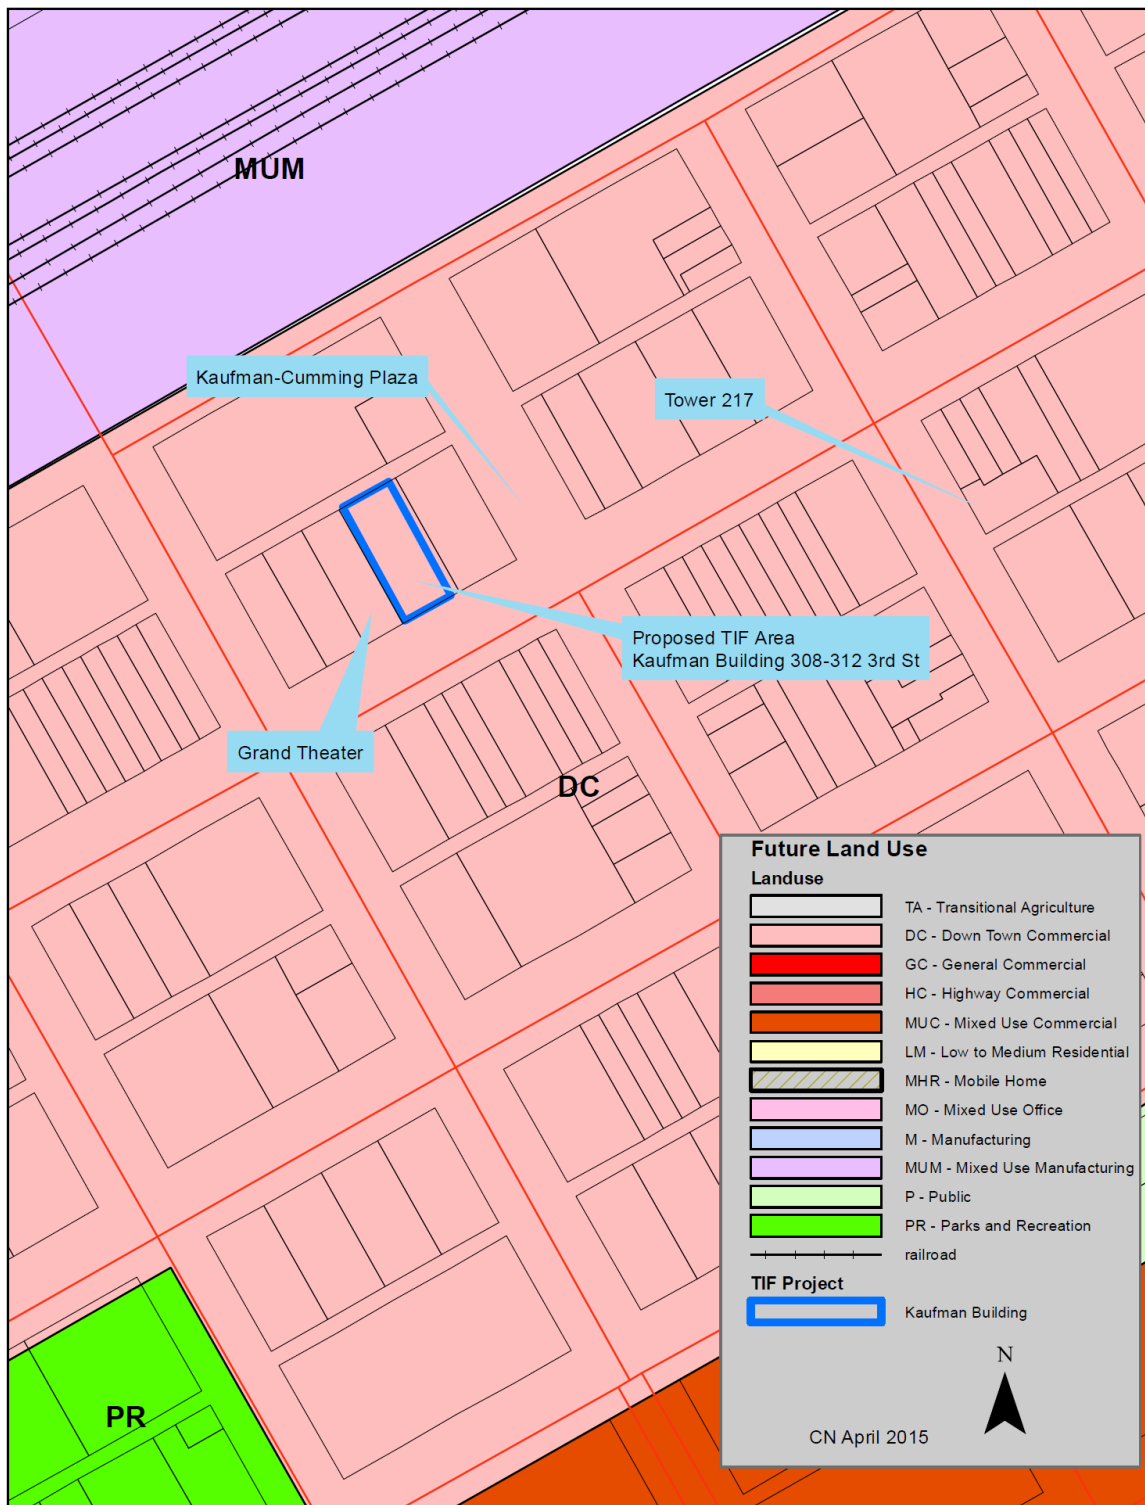 MUM
Kaufman-Cumming Plaza
Tower 217
Proposed TIF Area
Kaufman Building 308-312 3rd St
Grand Theater
DC
PR
Future Land Use
Landuse
TA - Transitional Agriculture
DC - Down Town Commercial
GC - General Commercial
HC - Highway Commercial
MUC - Mixed Use Commercial
LM - Low to Medium Residential
MHR - Mobile Home
MO - Mixed Use Office
M - Manufacturing
MUM - Mixed Use Manufacturing
P - Public
PR - Parks and Recreation
railroad
TIF Project
Kaufman Building
N
CN April 2015